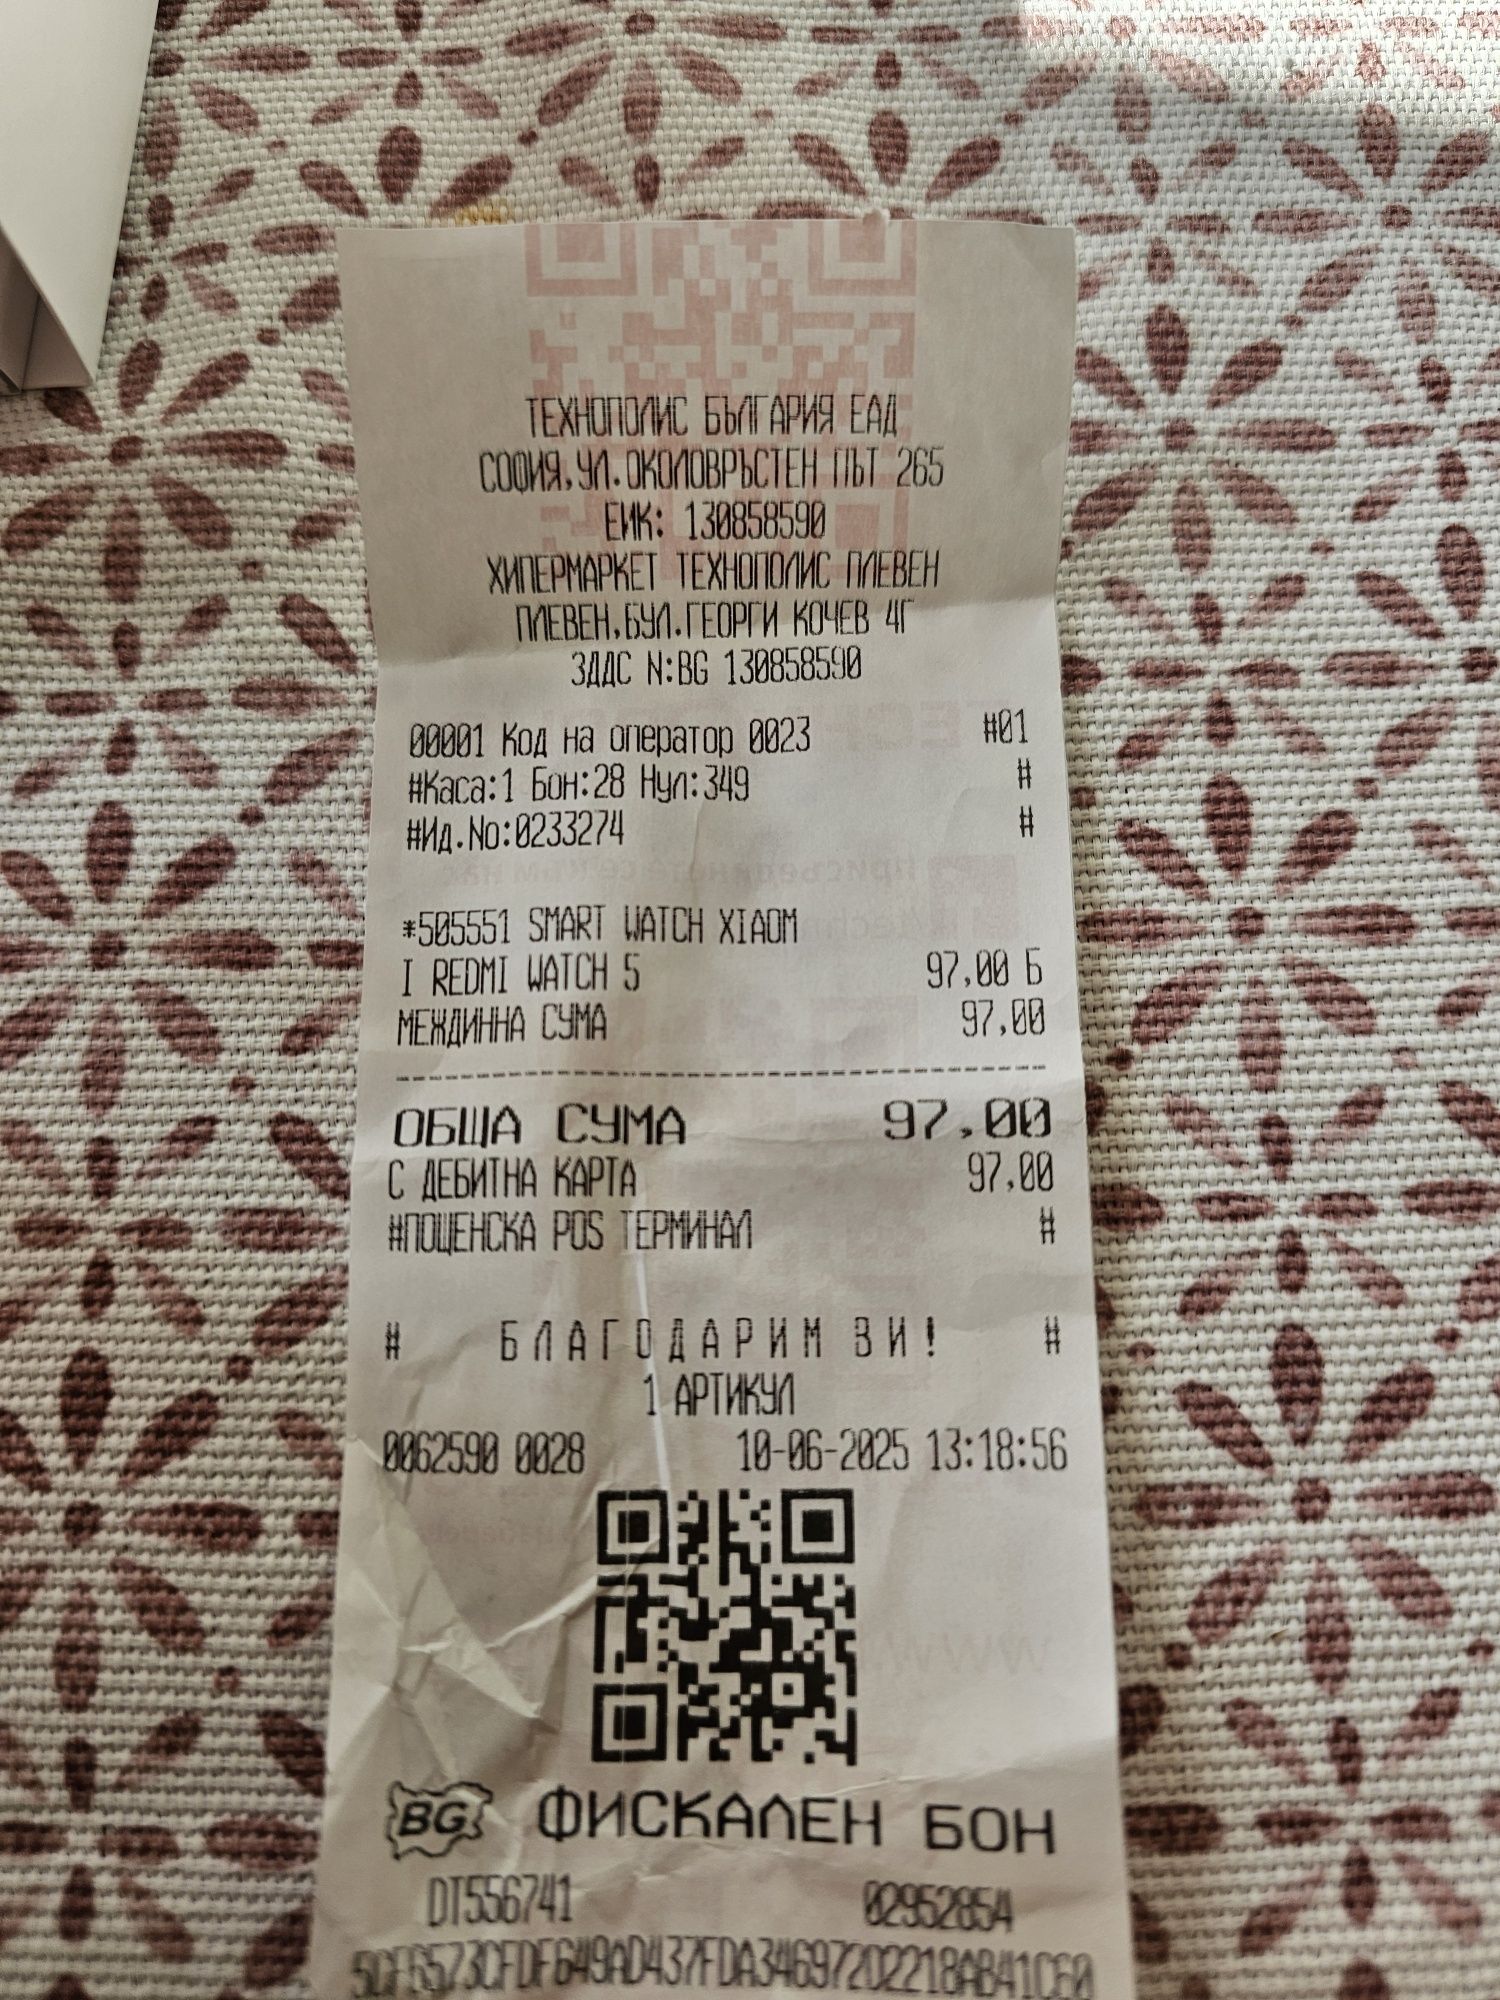 ТЕХНОПОЛИС БЪЛГАРИЯ ЕАД
СОФИЯ,УЛ.ОКОЛОВРЪСТЕН ПЪТ 265
ЕИК: 130858590
ХИПЕРМАРКЕТ ТЕХНОПОЛИС ПЛЕВЕН
ПЛЕВЕН,БУЛ.ГЕОРГИ КОЧЕВ 4Г
ЗДДС N:BG 130858590
00001 Код на оператор 0023 #01
#Каса:1 Бон:28 Нул:349 #
#Ид.No:0233274 #
*505551 SMART WATCH XIAOM
I REDMI WATCH 5 97,00 Б
МЕЖДИННА СУМА 97,00
ОБЩА СУМА 97,00
С ДЕБИТНА КАРТА 97,00
#ПОЩЕНСКА POS ТЕРМИНАЛ #
# БЛАГОДАРИМ ВИ! #
1 АРТИКУЛ
0062590 0028 10-06-2025 13:18:56
BG ФИСКАЛЕН БОН
DT556741 02952854
5CF6573CFDF649AD437FDA346972D2218AB41C60